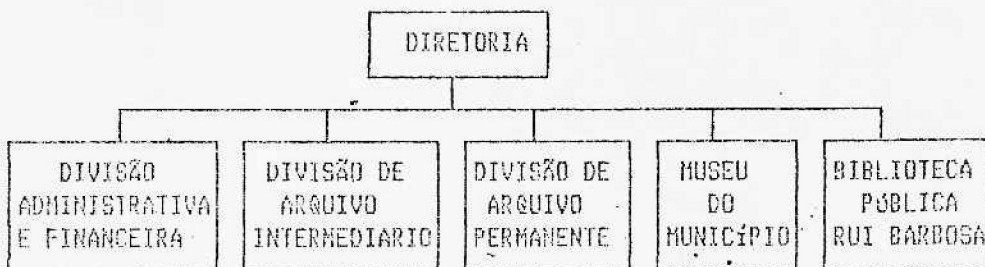 DIRETORIA
DIVISÃO
ADMINISTRATIVA
E FINANCEIRA
DIVISÃO DE
ARQUIVO
INTERMEDIARIO
DIVISÃO DE
ARQUIVO
PERMANENTE
MUSEU
DO
MUNICíPIO
BIBLIOTECA
PÚBLICA
RUI BARBOSA